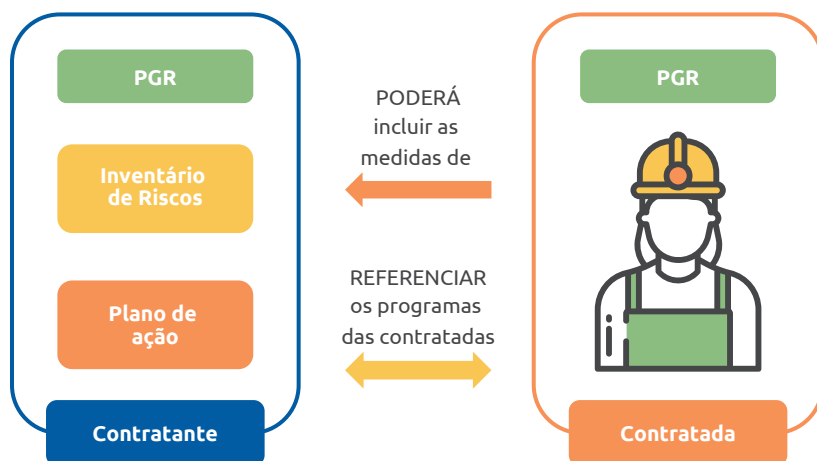 PGR
Inventário
de Riscos
Plano de
ação
Contratante
PODERÁ
incluir as
medidas de
REFERENCIAR
os programas
das contratadas
PGR
Contratada